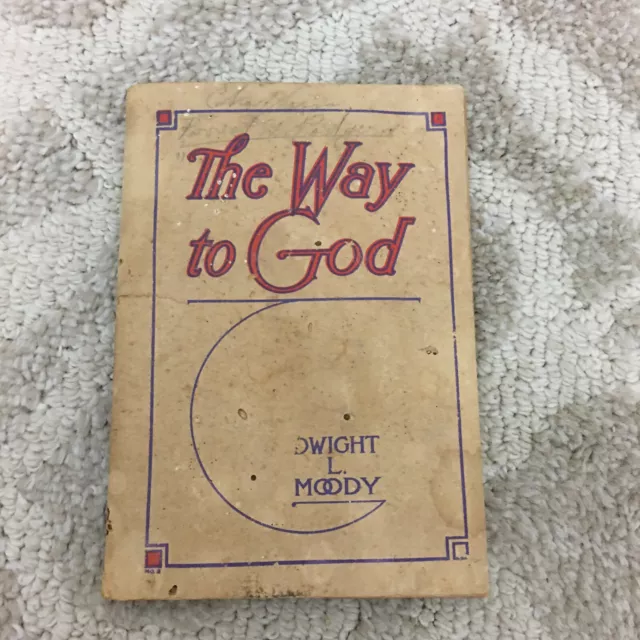 The Way
to God
DWIGHT
L.
MOODY